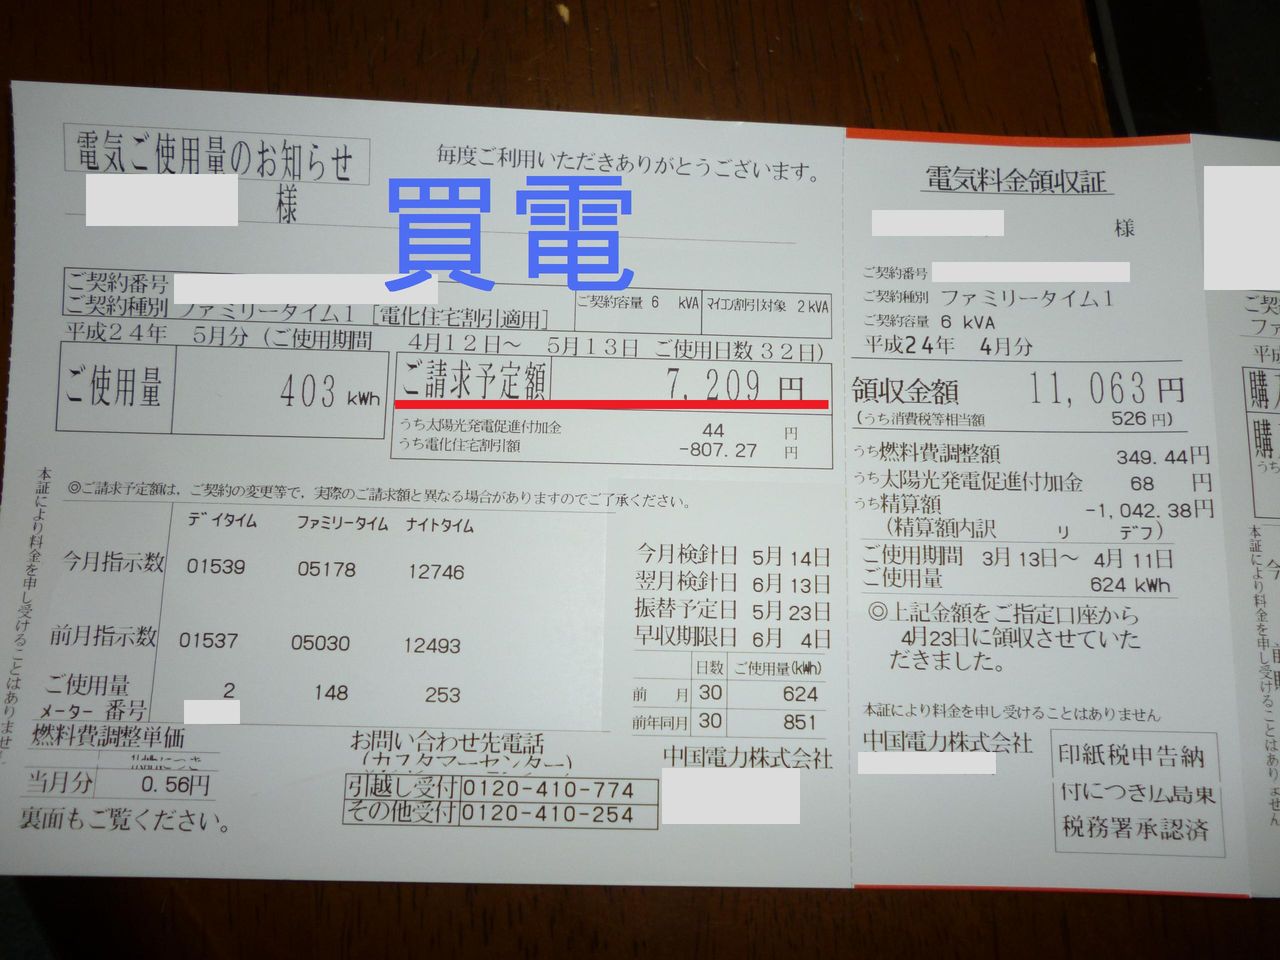 電気ご使用量のお知らせ
様
毎度ご利用いただきありがとうございます。
買電
ご契約番号
ご契約種別 ファミリータイム1 [電化住宅割引適用]
ご契約容量 6 kVA
マイコン割引対象 2 kVA
平成24年 5月分 (ご使用期間 4月12日〜 5月13日 ご使用日数32日)
ご使用量 403 kWh
ご請求予定額 7,209 円
うち太陽光発電促進付加金 44 円
うち電化住宅割引額 -807.27 円
◎ご請求予定額は,ご契約の変更等で,実際のご請求額と異なる場合がありますのでご了承ください。
デイタイム ファミリータイム ナイトタイム
今月指示数 01539 05178 12746
前月指示数 01537 05030 12493
ご使用量 2 148 253
メーター番号
燃料費調整単価
当月分 0.56円
裏面もご覧ください。
本証により料金を申し受けることはありません。
今月検針日 5月14日
翌月検針日 6月13日
振替予定日 5月23日
早収期限日 6月 4日
日数 ご使用量(kWh)
前 月 30 624
前年同月 30 851
お問い合わせ先電話
(カスタマーセンター)
引越し受付 0120-410-774
その他受付 0120-410-254
中国電力株式会社
電気料金領収証
様
ご契約番号
ご契約種別 ファミリータイム1
ご契約容量 6 kVA
平成24年 4月分
領収金額 11,063 円
(うち消費税等相当額 526 円)
うち燃料費調整額 349.44円
うち太陽光発電促進付加金 68 円
うち精算額 -1,042.38円
(精算額内訳 リ デフ)
ご使用期間 3月13日〜 4月11日
ご使用量 624 kWh
◎上記金額をご指定口座から
4月23日に領収させていた
だきました。
本証により料金を申し受けることはありません
中国電力株式会社
印紙税申告納
付につき広島東
税務署承認済